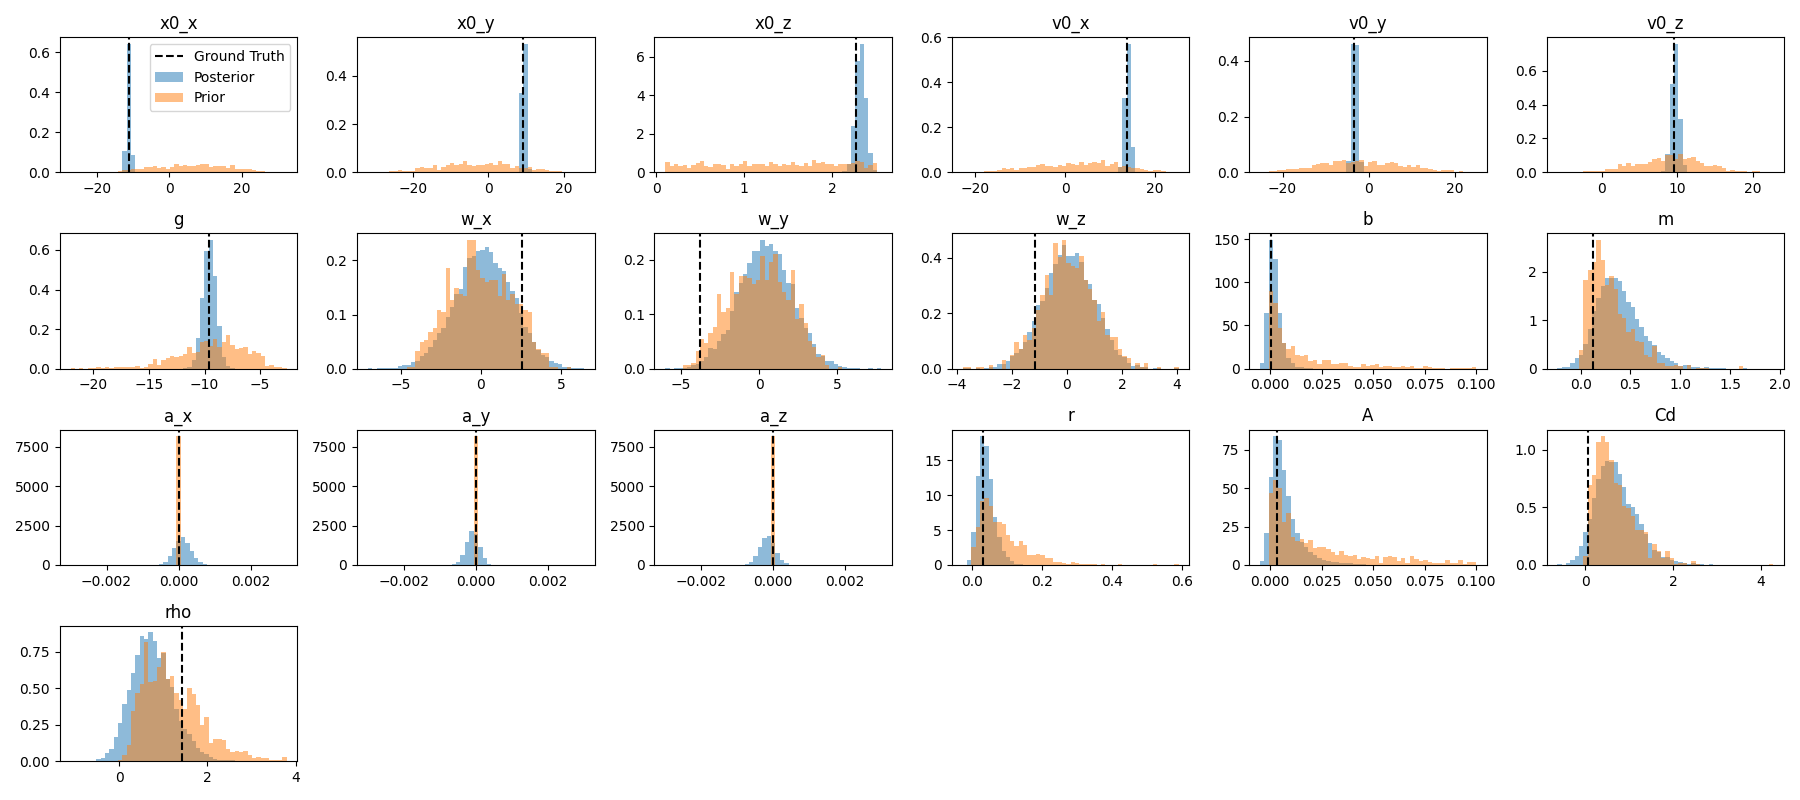 x0_x x0_y x0_z v0_x v0_y v0_z
Ground Truth
Posterior
Prior
0.6
0.4
0.2
0.0
−20 0 20
0.4
0.2
0.0
−20 0 20
6
4
2
0
0 1 2
0.6
0.4
0.2
0.0
−20 0 20
0.4
0.2
0.0
−20 0 20
0.6
0.4
0.2
0.0
0 10 20
g w_x w_y w_z b m
0.6
0.4
0.2
0.0
−20 −15 −10 −5
0.2
0.1
0.0
−5 0 5
0.2
0.1
0.0
−5 0 5
0.4
0.2
0.0
−4 −2 0 2 4
150
100
50
0
0.000 0.025 0.050 0.075 0.100
2
1
0
0.0 0.5 1.0 1.5 2.0
a_x a_y a_z r A Cd
7500
5000
2500
0
−0.002 0.000 0.002
7500
5000
2500
0
−0.002 0.000 0.002
7500
5000
2500
0
−0.002 0.000 0.002
15
10
5
0
0.0 0.2 0.4 0.6
75
50
25
0
0.000 0.025 0.050 0.075 0.100
1.0
0.5
0.0
0 2 4
rho
0.75
0.50
0.25
0.00
0 2 4